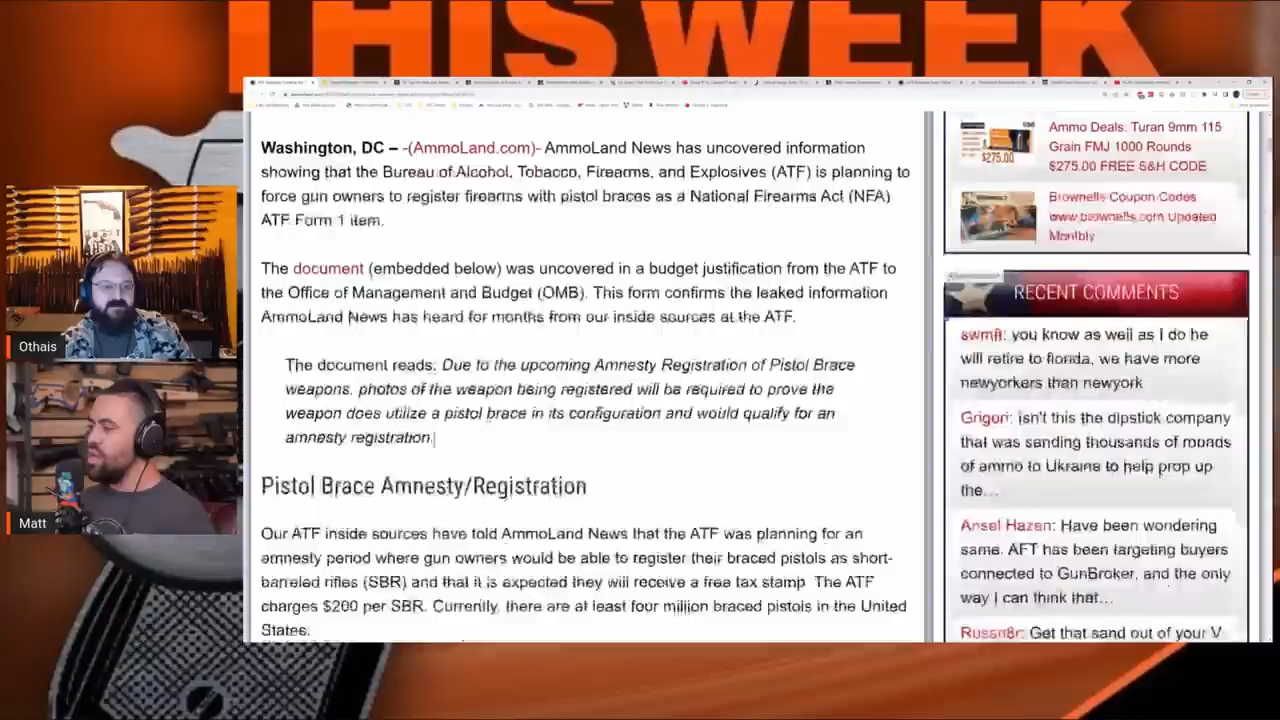 THIS WEEK
Washington, DC – -(AmmoLand.com)- AmmoLand News has uncovered information
showing that the Bureau of Alcohol, Tobacco, Firearms, and Explosives (ATF) is planning to
force gun owners to register firearms with pistol braces as a National Firearms Act (NFA)
ATF Form 1 item.
The document (embedded below) was uncovered in a budget justification from the ATF to
the Office of Management and Budget (OMB). This form confirms the leaked information
AmmoLand News has heard for months from our inside sources at the ATF.
The document reads: Due to the upcoming Amnesty Registration of Pistol Brace
weapons, photos of the weapon being registered will be required to prove the
weapon does utilize a pistol brace in its configuration and would qualify for an
amnesty registration.
Pistol Brace Amnesty/Registration
Our ATF inside sources have told AmmoLand News that the ATF was planning for an
amnesty period where gun owners would be able to register their braced pistols as short-
barreled rifles (SBR) and that it is expected they will receive a free tax stamp. The ATF
charges $200 per SBR. Currently, there are at least four million braced pistols in the United
States.
Ammo Deals: Turan 9mm 115
Grain FMJ 1000 Rounds
$275.00 FREE S&H CODE
$275.00
Brownells Coupon Codes
www.brownells.com Updated
Monthly
RECENT COMMENTS
swmft: you know as well as I do he
will retire to florida, we have more
newyorkers than newyork
Grigori: Isn't this the dipstick company
that was sending thousands of rounds
of ammo to Ukraine to help prop up
the...
Ansel Hazen: Have been wondering
same. AFT has been targeting buyers
connected to GunBroker, and the only
way I can think that...
Russn8r: Get that sand out of your V
Othais
Matt